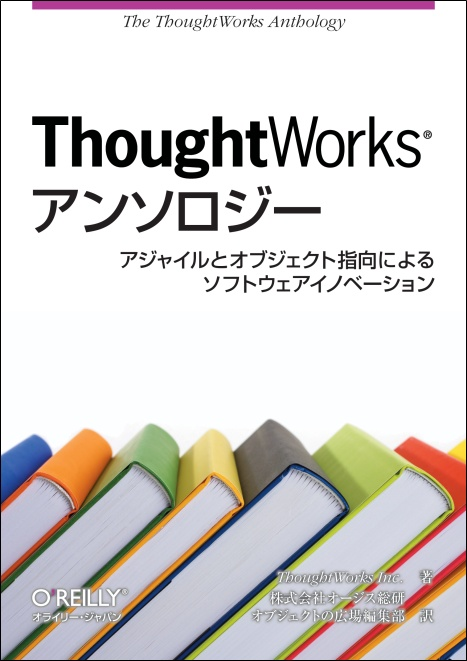 The ThoughtWorks Anthology
ThoughtWorks®
アンソロジー
アジャイルとオブジェクト指向による
ソフトウェアイノベーション
ThoughtWorks Inc. 著
株式会社オージス総研
オブジェクトの広場編集部 訳
O'REILLY®
オライリー・ジャパン